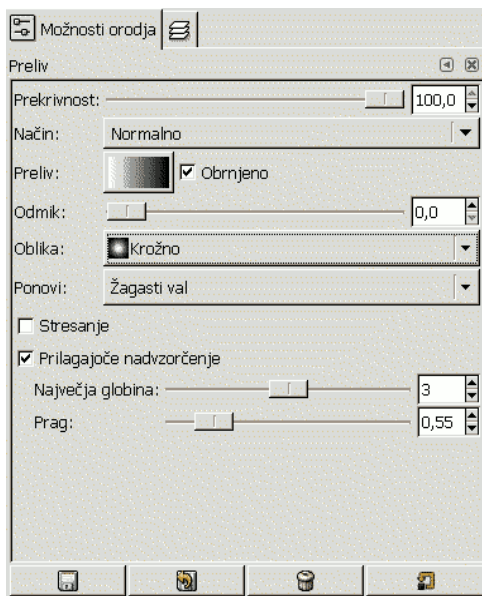 Možnosti orodja
Preliv
Prekrivnost: 100,0
Način: Normalno
Preliv: Obrnjeno
Odmik: 0,0
Oblika: Krožno
Ponovi: Žagasti val
Stresanje
Prilagajoče nadvzorčenje
Največja globina: 3
Prag: 0,55